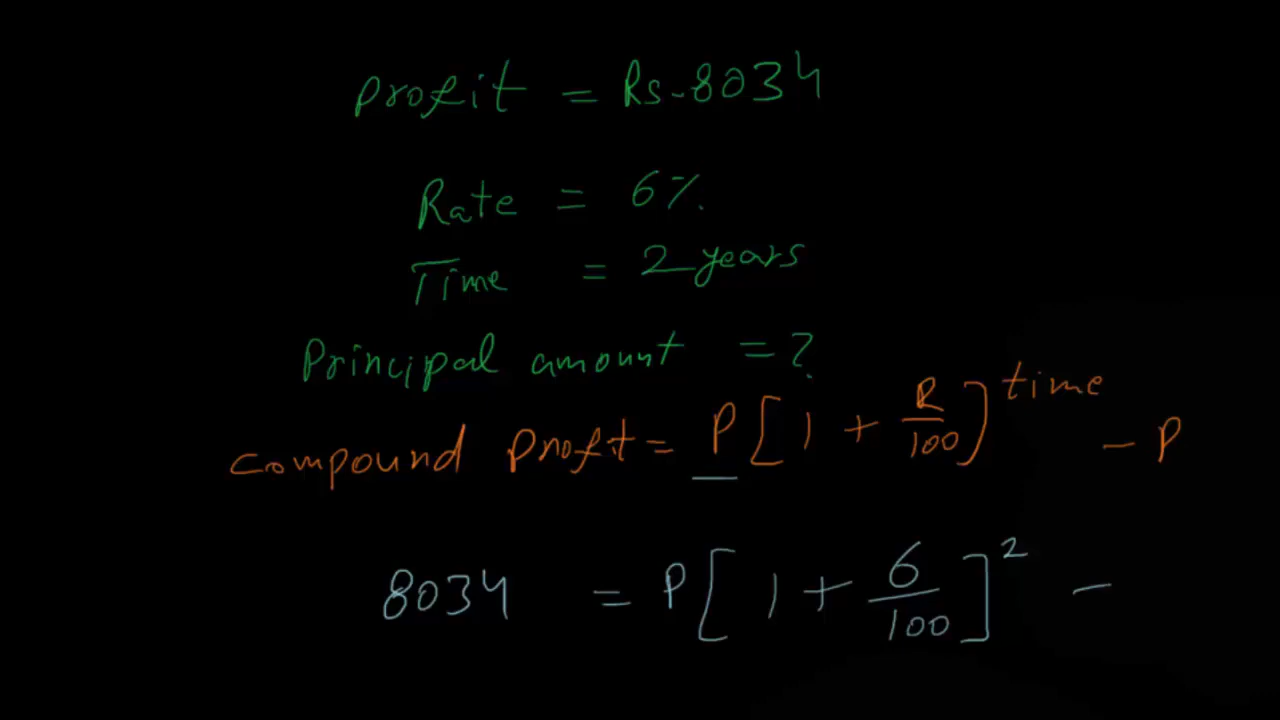 Profit = Rs-8034
Rate = 6%
Time = 2 years
Principal amount = ?
compound Profit = P[1 + R/100]^time - P
8034 = P[1 + 6/100]^2 -